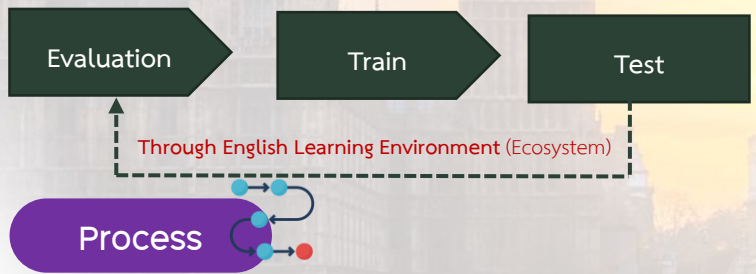 Evaluation
Train
Test
Through English Learning Environment (Ecosystem)
Process